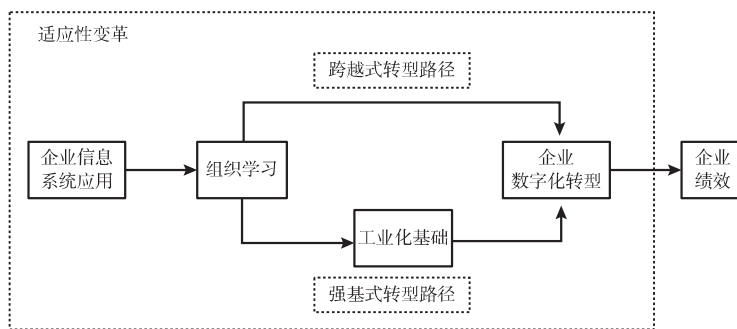 适应性变革
跨越式转型路径
企业信息
系统应用
组织学习
企业
数字化转型
企业
绩效
工业化基础
强基式转型路径